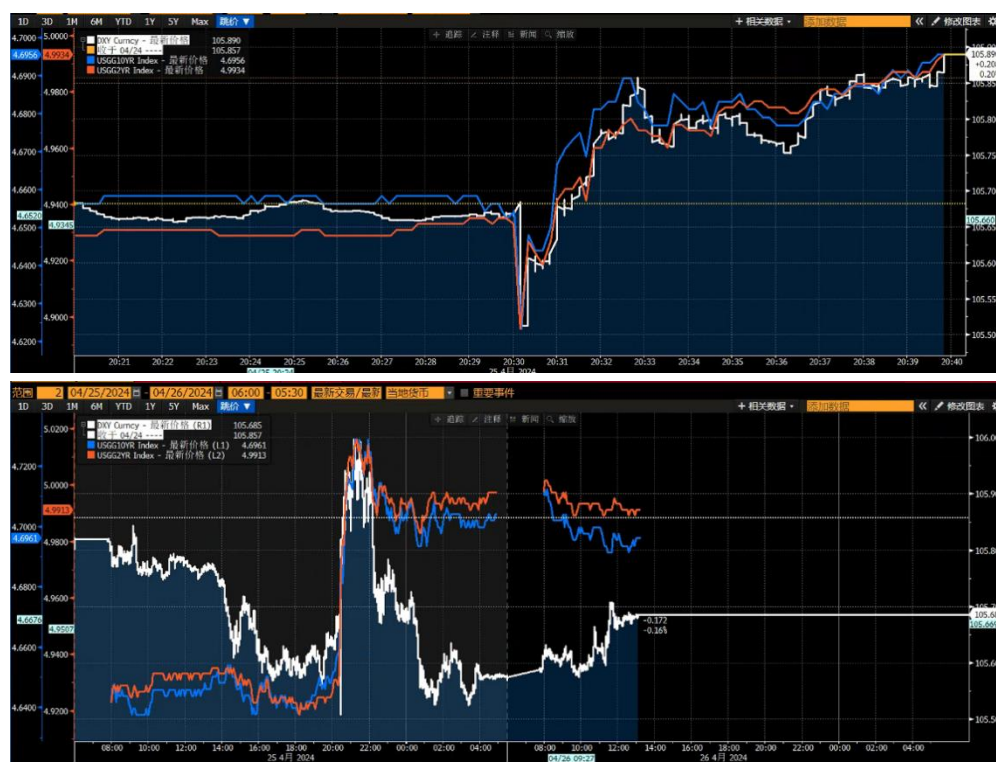 1D 3D 1M 6M YTD 1Y 5Y Max 跳价 ▼ + 相关数据 添加数据 « 修改图表
追踪 注释 新闻 缩放
DXY Curncy - 最新价格 105.890
收于 04/24 ---- 105.857
USGG10YR Index - 最新价格 4.6956
USGG2YR Index - 最新价格 4.9934
4.7000 5.0000
4.6956 4.9934 105.890
+0.20
0.20
4.6900
4.9800 105.85
4.6800
105.80
4.9600
4.6700
105.75
4.6600
4.9400 105.70
4.6520
4.9345 105.660
4.6500
4.9200
4.6400 105.60
4.6300 105.55
4.9000
4.6200 105.50
20:21 20:22 20:23 20:24 20:25 20:26 20:27 20:28 20:29 20:30 20:31 20:32 20:33 20:34 20:35 20:36 20:37 20:38 20:39 20:40
25 4月 2024
范围 2 04/25/2024 - 04/26/2024 06:00 - 05:30 最新交易/最新 当地货币 重要事件
1D 3D 1M 6M YTD 1Y 5Y Max 跳价 ▼ + 相关数据 添加数据 « 修改图表
追踪 注释 新闻 缩放
DXY Curncy - 最新价格 (R1) 105.685
收于 04/24 ---- 105.857
USGG10YR Index - 最新价格 (L1) 4.6961
USGG2YR Index - 最新价格 (L2) 4.9913
5.0200
106.00
4.7200
5.0000
105.90
4.9913
4.7000
4.6961
4.9800
4.6800
4.9600
105.70
105.68
-0.172
-0.16%
4.6676
105.669
4.9507
4.6600
4.9400
105.60
4.6400
4.9200
105.50
08:00 10:00 12:00 14:00 16:00 18:00 20:00 22:00 00:00 02:00 04:00 08:00 10:00 12:00 14:00 16:00 18:00 20:00 22:00 00:00 02:00 04:00
25 4月 2024 04/26 09:27 26 4月 2024